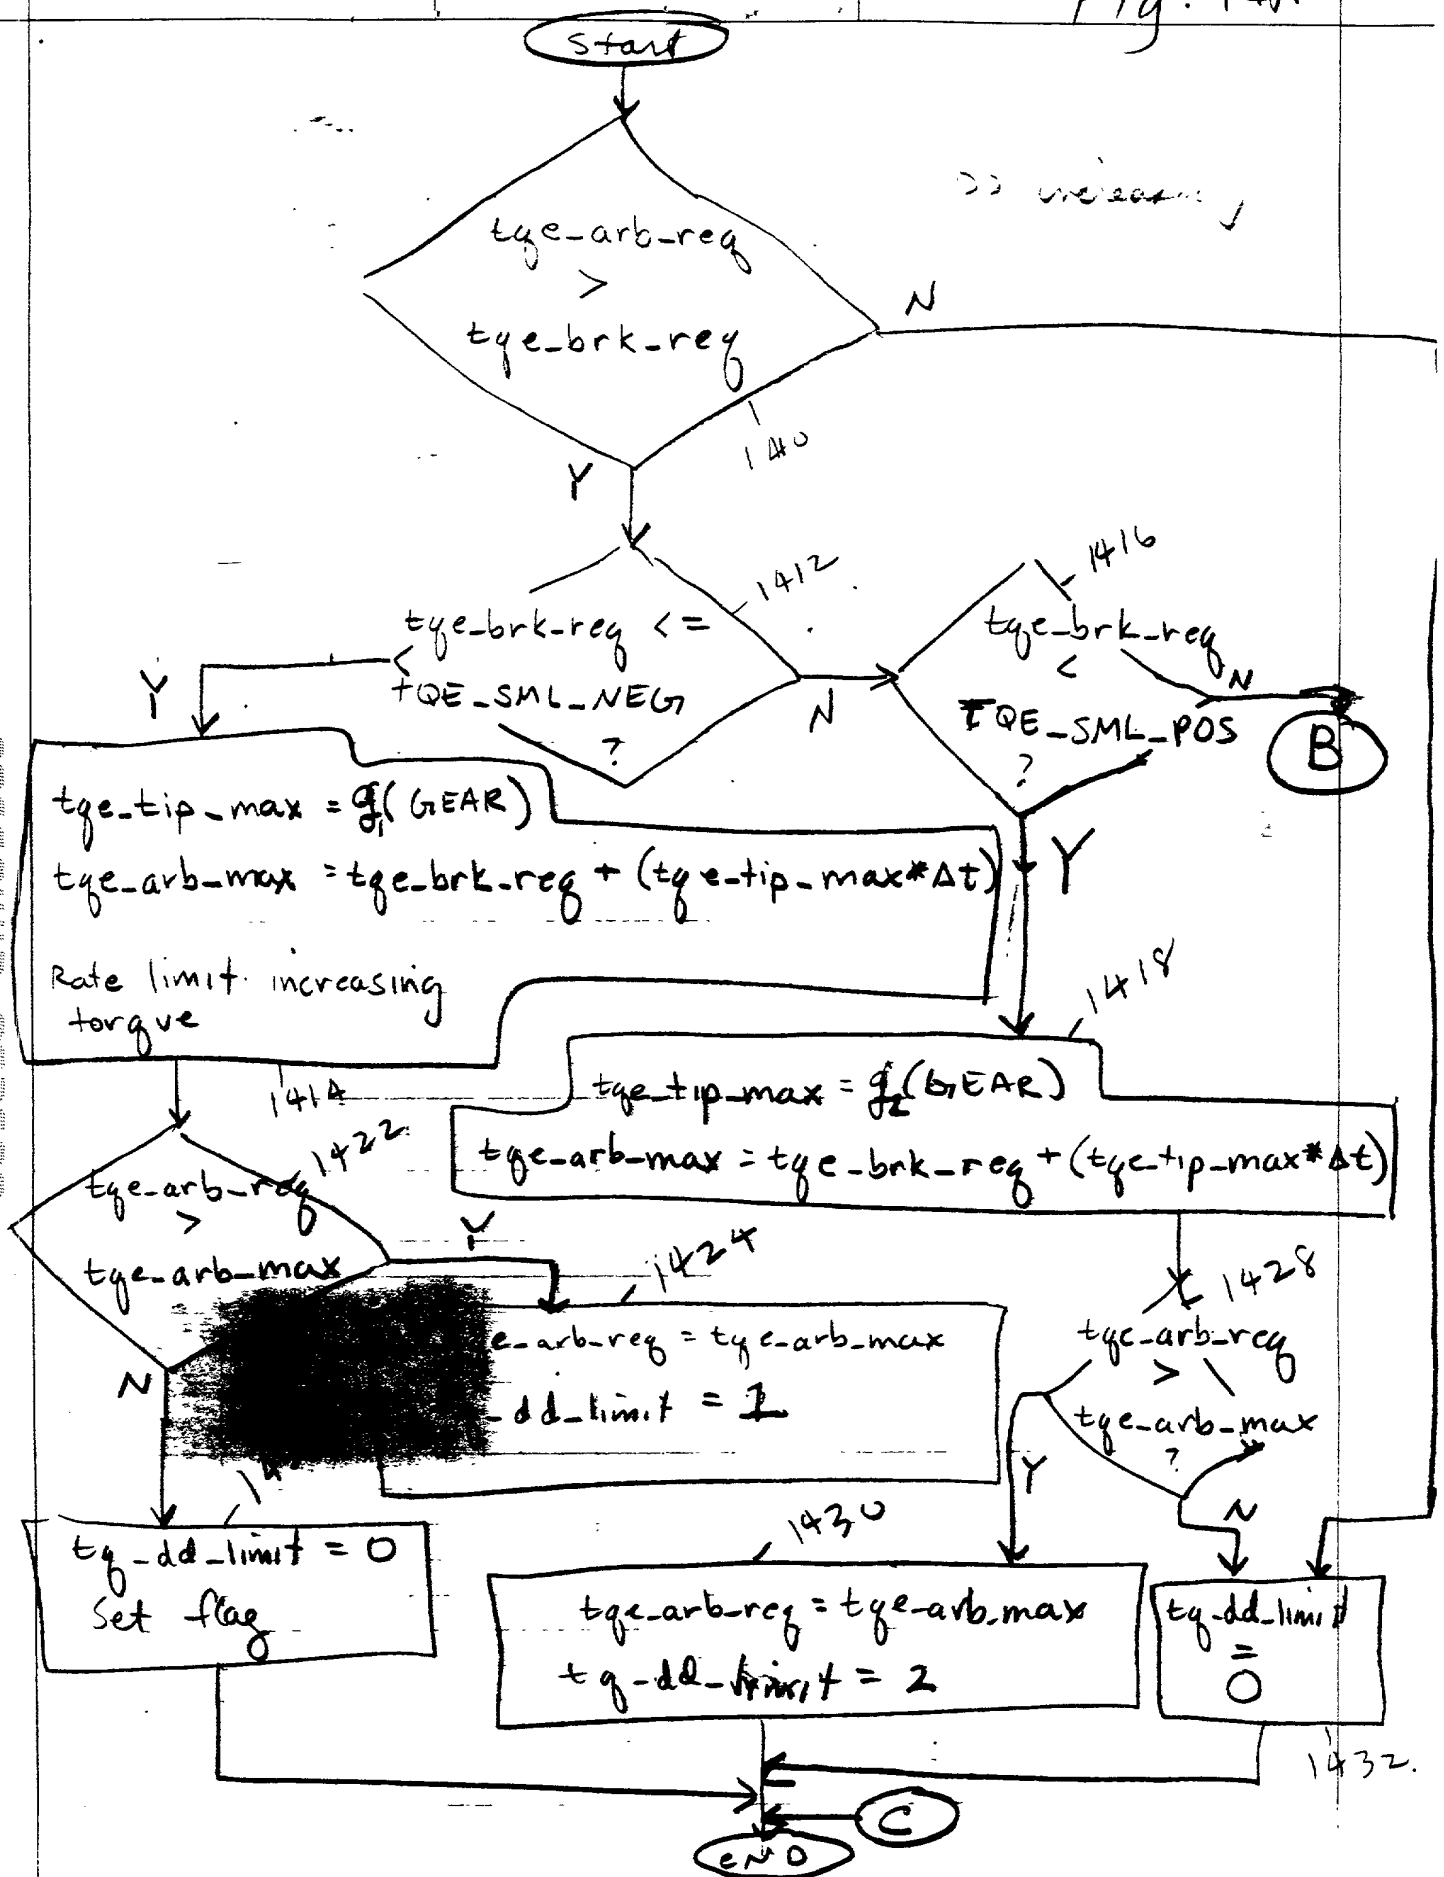 Start
tqe_arb_req
>
tqe_brk_req
N
Y
1412
tqe_brk_req <=
TQE_SML_NEG
?
Y
N
1416
tqe_brk_req
<
TQE_SML_POS
?
N
B
Y
tqe_tip_max = g1(GEAR)
tqe_arb_max = tqe_brk_req + (tqe_tip_max*Δt)
Rate limit increasing
torque
1414
1418
tqe_tip_max = g2(GEAR)
tqe_arb_max = tqe_brk_req + (tqe_tip_max*Δt)
1422
tqe_arb_req
>
tqe_arb_max
Y
N
1424
e_arb_req = tqe_arb_max
_dd_limit = 1
1428
tqe_arb_req
>
tqe_arb_max
?
Y
N
tq_dd_limit = 0
Set flag
1430
tqe_arb_req = tqe_arb_max
tq_dd_limit = 2
tq_dd_limit
=
0
1432.
C
END